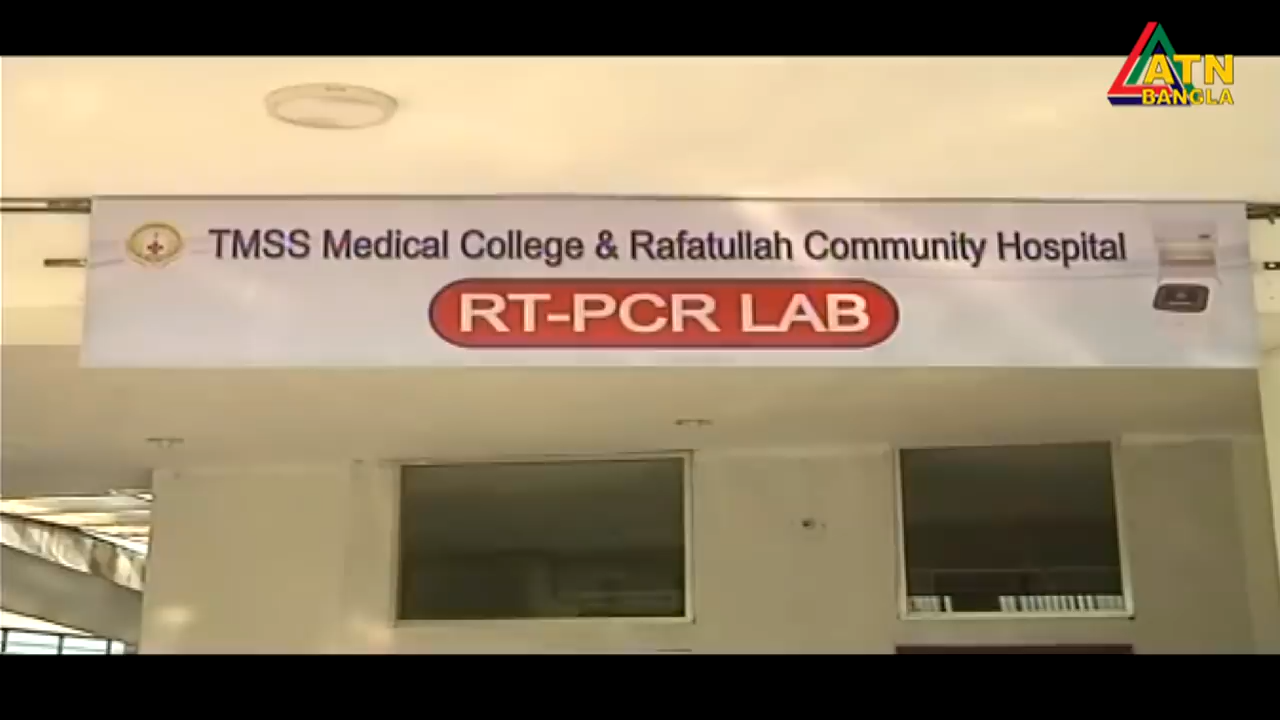 ATN
BANGLA
TMSS Medical College & Rafatullah Community Hospital
RT-PCR LAB